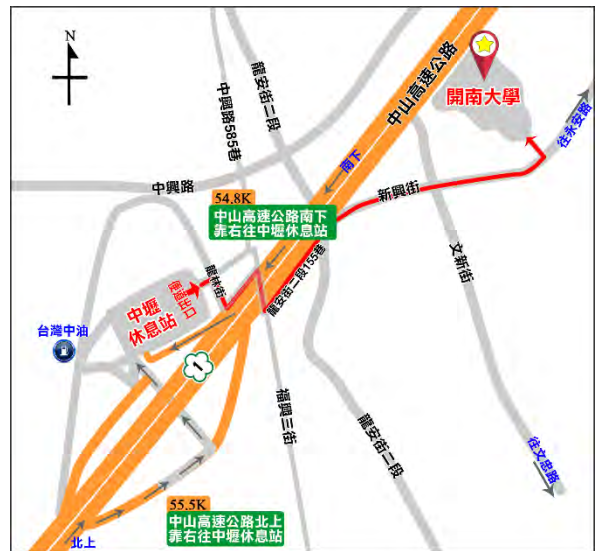 N
中興路585巷
龍安街二段
中山高速公路
開南大學
往永安路
南下
中興路
新興街
54.8K
中山高速公路南下
靠右往中壢休息站
文新街
龍安街二段155巷
龍林街
便道出口
中壢
休息站
台灣中油
1
福興三街
龍安街二段
往文忠路
55.5K
中山高速公路北上
靠右往中壢休息站
北上